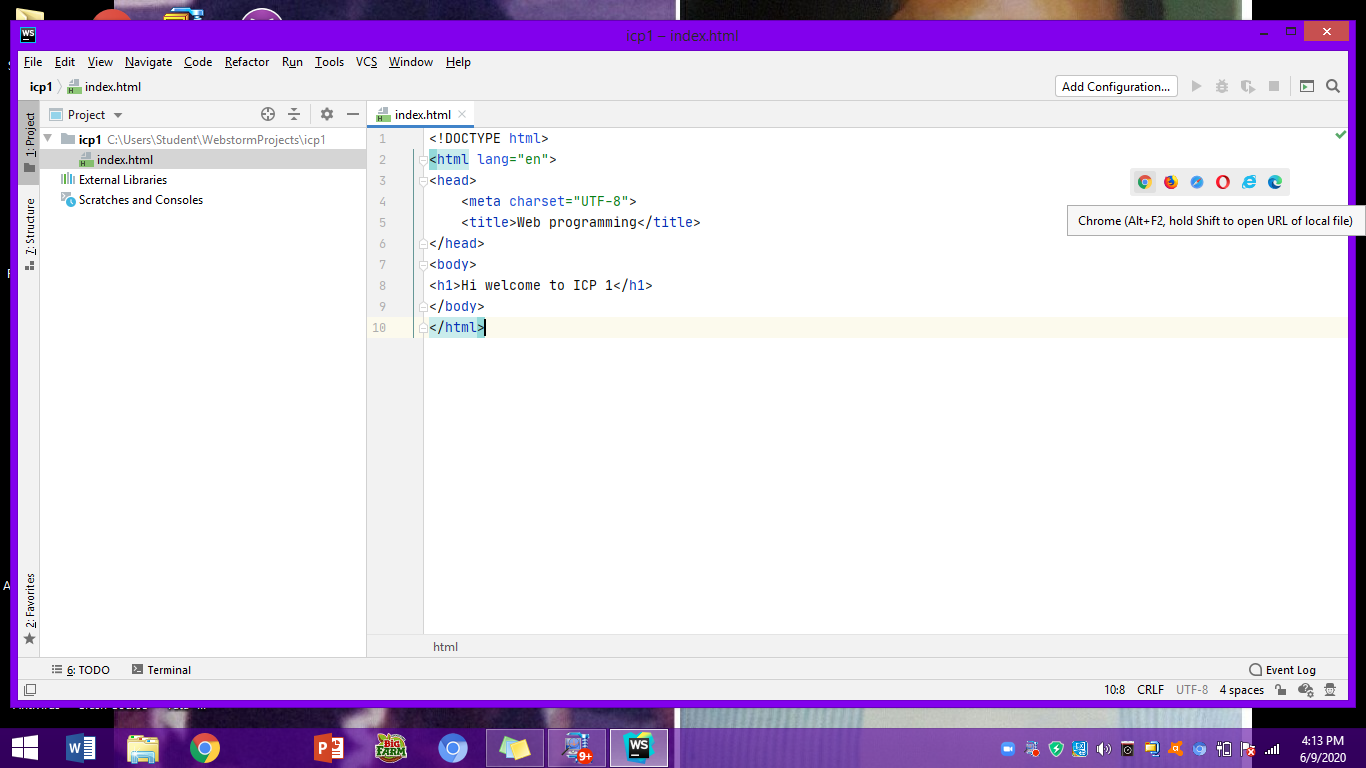 WS
icp1 – index.html
File Edit View Navigate Code Refactor Run Tools VCS Window Help
icp1 index.html
Add Configuration...
1: Project
Project
index.html
icp1 C:\Users\Student\WebstormProjects\icp1
index.html
External Libraries
Scratches and Consoles
7: Structure
2: Favorites
1 <!DOCTYPE html>
2 <html lang="en">
3 <head>
4 <meta charset="UTF-8">
5 <title>Web programming</title>
6 </head>
7 <body>
8 <h1>Hi welcome to ICP 1</h1>
9 </body>
10 </html>
Chrome (Alt+F2, hold Shift to open URL of local file)
html
6: TODO Terminal
Event Log
10:8 CRLF UTF-8 4 spaces
BIG FARM
9+
WS
4:13 PM
6/9/2020